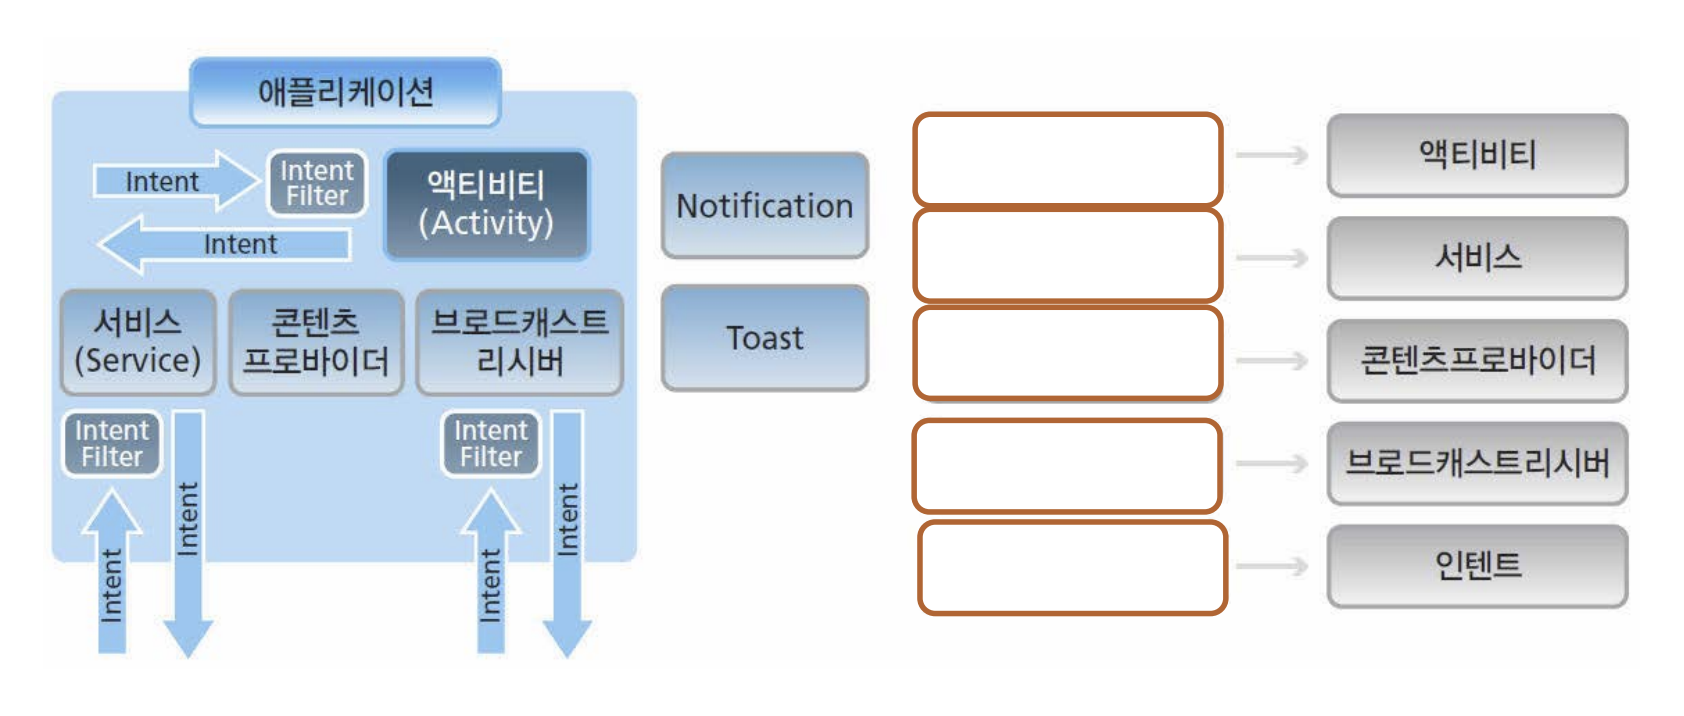 애플리케이션
Intent
Intent
Filter
액티비티
(Activity)
Intent
서비스
(Service)
콘텐츠
프로바이더
브로드캐스트
리시버
Intent
Filter
Intent
Intent
Intent
Filter
Intent
Intent
Notification
Toast
액티비티
서비스
콘텐츠프로바이더
브로드캐스트리시버
인텐트